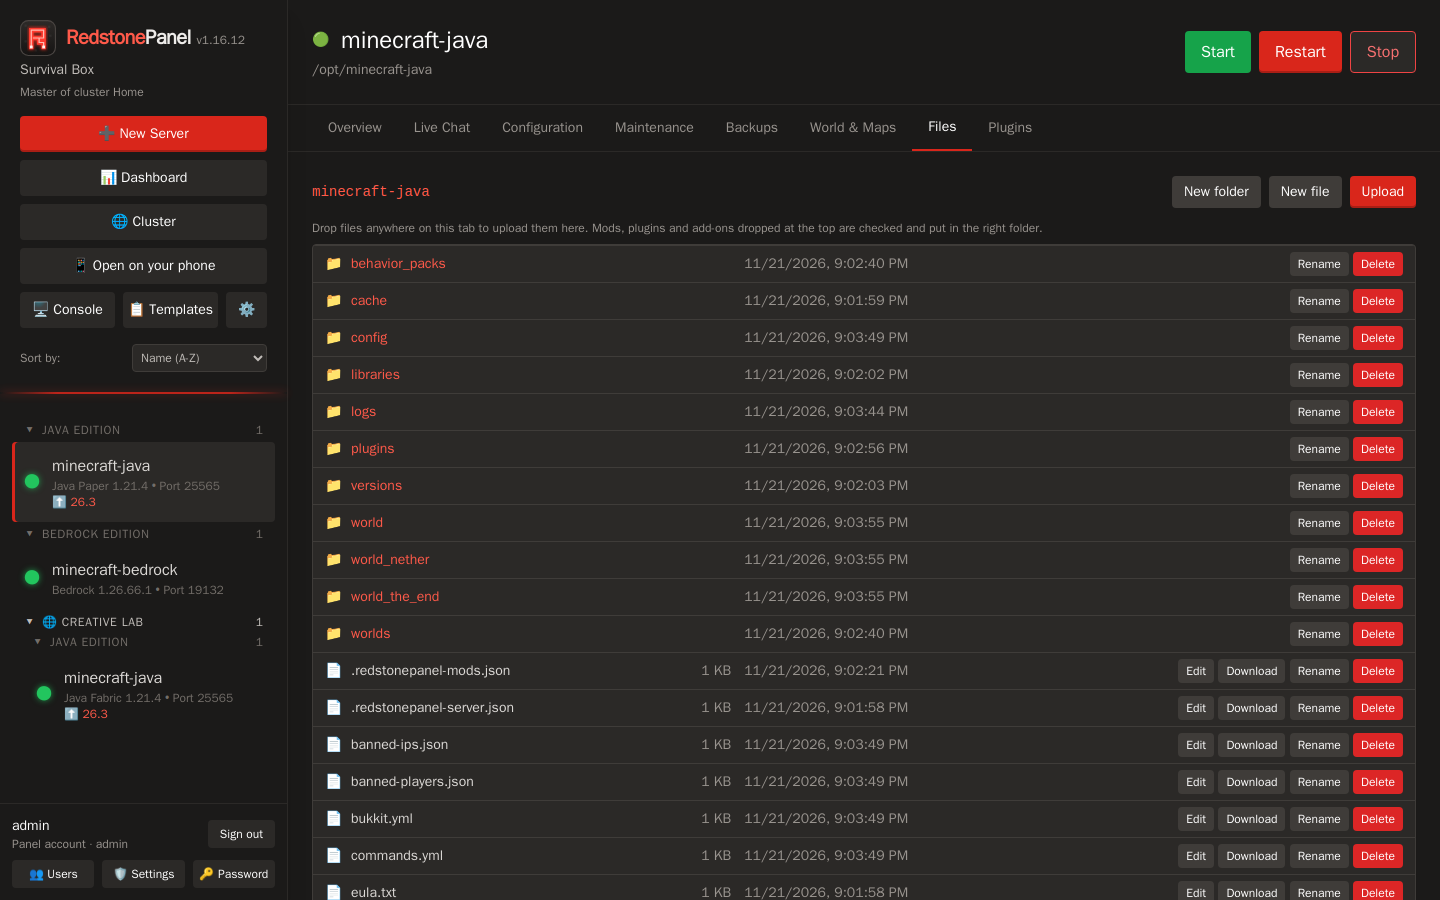 RedstonePanel v1.16.12
Survival Box
Master of cluster Home
➕ New Server
📊 Dashboard
🌐 Cluster
📱 Open on your phone
🖥️ Console
📋 Templates
⚙️
Sort by:
Name (A-Z)
▼ JAVA EDITION 1
minecraft-java
Java Paper 1.21.4 • Port 25565
⬆️ 26.3
▼ BEDROCK EDITION 1
minecraft-bedrock
Bedrock 1.26.66.1 • Port 19132
▼ 🌐 CREATIVE LAB 1
▼ JAVA EDITION 1
minecraft-java
Java Fabric 1.21.4 • Port 25565
⬆️ 26.3
admin
Panel account · admin
Sign out
👥 Users
🛡️ Settings
🔑 Password
minecraft-java
/opt/minecraft-java
Start
Restart
Stop
Overview
Live Chat
Configuration
Maintenance
Backups
World & Maps
Files
Plugins
minecraft-java
New folder
New file
Upload
Drop files anywhere on this tab to upload them here. Mods, plugins and add-ons dropped at the top are checked and put in the right folder.
📁 behavior_packs 11/21/2026, 9:02:40 PM Rename Delete
📁 cache 11/21/2026, 9:01:59 PM Rename Delete
📁 config 11/21/2026, 9:03:49 PM Rename Delete
📁 libraries 11/21/2026, 9:02:02 PM Rename Delete
📁 logs 11/21/2026, 9:03:44 PM Rename Delete
📁 plugins 11/21/2026, 9:02:56 PM Rename Delete
📁 versions 11/21/2026, 9:02:03 PM Rename Delete
📁 world 11/21/2026, 9:03:55 PM Rename Delete
📁 world_nether 11/21/2026, 9:03:55 PM Rename Delete
📁 world_the_end 11/21/2026, 9:03:55 PM Rename Delete
📁 worlds 11/21/2026, 9:02:40 PM Rename Delete
📄 .redstonepanel-mods.json 1 KB 11/21/2026, 9:02:21 PM Edit Download Rename Delete
📄 .redstonepanel-server.json 1 KB 11/21/2026, 9:01:58 PM Edit Download Rename Delete
📄 banned-ips.json 1 KB 11/21/2026, 9:03:49 PM Edit Download Rename Delete
📄 banned-players.json 1 KB 11/21/2026, 9:03:49 PM Edit Download Rename Delete
📄 bukkit.yml 1 KB 11/21/2026, 9:03:49 PM Edit Download Rename Delete
📄 commands.yml 1 KB 11/21/2026, 9:03:49 PM Edit Download Rename Delete
📄 eula.txt 1 KB 11/21/2026, 9:01:58 PM Edit Download Rename Delete